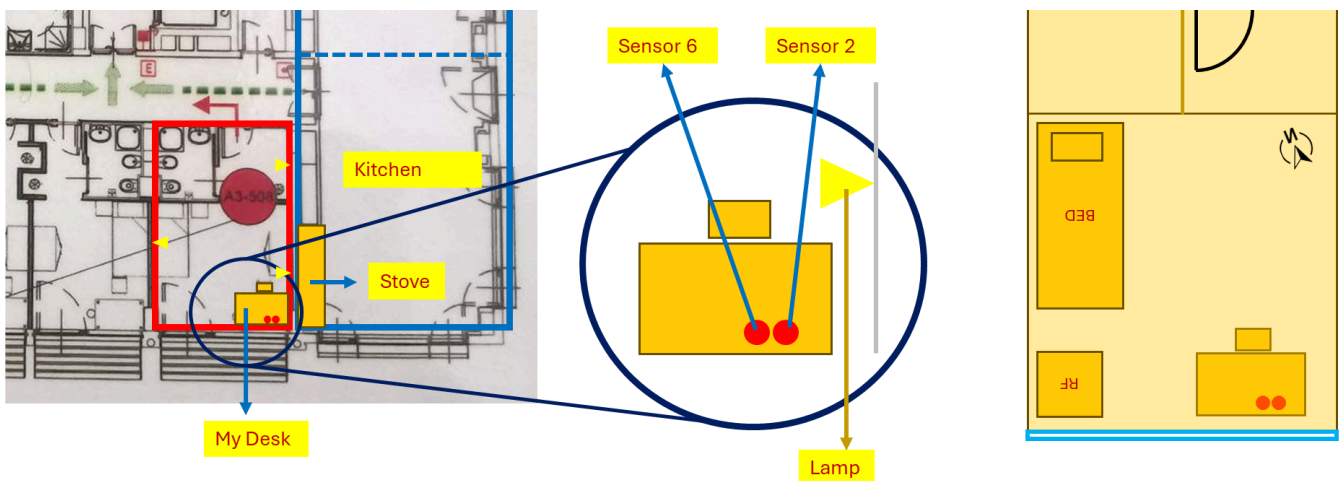 Sensor 6
Sensor 2
E
Kitchen
A3-508
Stove
My Desk
Lamp
N
BED
RF